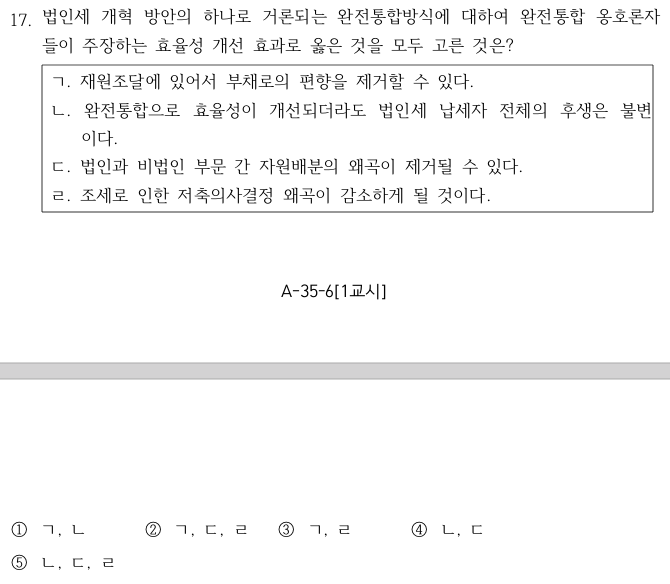 17. 법인세 개혁 방안의 하나로 거론되는 완전통합방식에 대하여 완전통합 옹호론자
들이 주장하는 효율성 개선 효과로 옳은 것을 모두 고른 것은?
ㄱ. 재원조달에 있어서 부채로의 편향을 제거할 수 있다.
ㄴ. 완전통합으로 효율성이 개선되더라도 법인세 납세자 전체의 후생은 불변
이다.
ㄷ. 법인과 비법인 부문 간 자원배분의 왜곡이 제거될 수 있다.
ㄹ. 조세로 인한 저축의사결정 왜곡이 감소하게 될 것이다.
A-35-6[1교시]
① ㄱ, ㄴ ② ㄱ, ㄷ, ㄹ ③ ㄱ, ㄹ ④ ㄴ, ㄷ
⑤ ㄴ, ㄷ, ㄹ